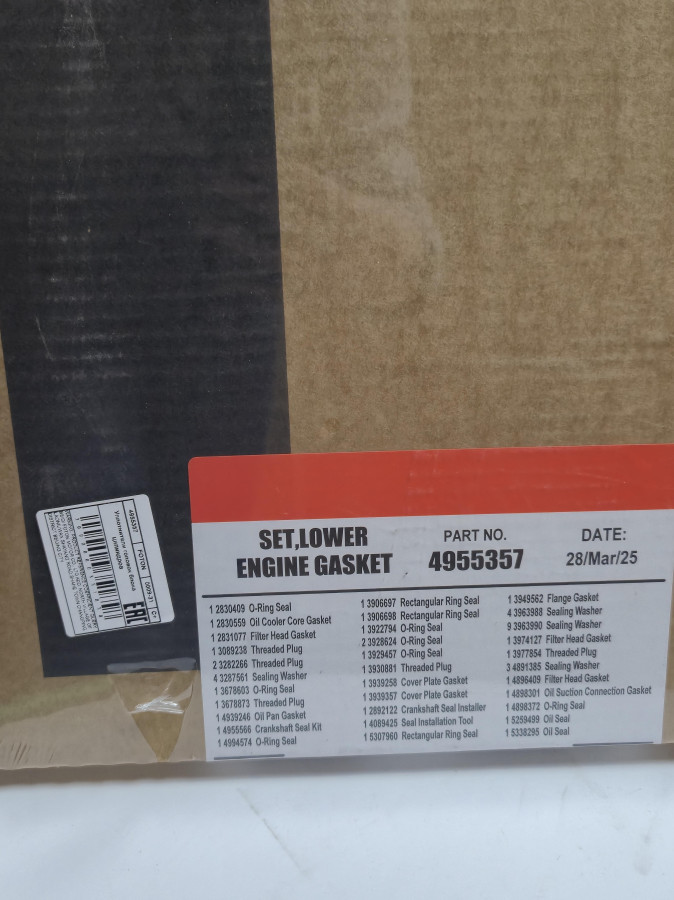 SET,LOWER
ENGINE GASKET
PART NO.
4955357
DATE:
28/Mar/25
1 2830409 O-Ring Seal
1 2830559 Oil Cooler Core Gasket
1 2831077 Filter Head Gasket
1 3089238 Threaded Plug
2 3282266 Threaded Plug
4 3287561 Sealing Washer
1 3678603 O-Ring Seal
1 3678873 Threaded Plug
1 4939246 Oil Pan Gasket
1 4955566 Crankshaft Seal Kit
1 4994574 O-Ring Seal
1 3906697 Rectangular Ring Seal
1 3906698 Rectangular Ring Seal
1 3922794 O-Ring Seal
2 3928624 O-Ring Seal
1 3929457 O-Ring Seal
1 3930881 Threaded Plug
1 3939258 Cover Plate Gasket
1 3939357 Cover Plate Gasket
1 2892122 Crankshaft Seal Installer
1 4089425 Seal Installation Tool
1 5307960 Rectangular Ring Seal
1 3949562 Flange Gasket
4 3963988 Sealing Washer
9 3963990 Sealing Washer
1 3974127 Filter Head Gasket
1 3977854 Threaded Plug
3 4891385 Sealing Washer
1 4896409 Filter Head Gasket
1 4898301 Oil Suction Connection Gasket
1 4898372 O-Ring Seal
1 5259499 Oil Seal
1 5338295 Oil Seal
4955357 FOTON
Уплотнители головки блока
цилиндров
EAC